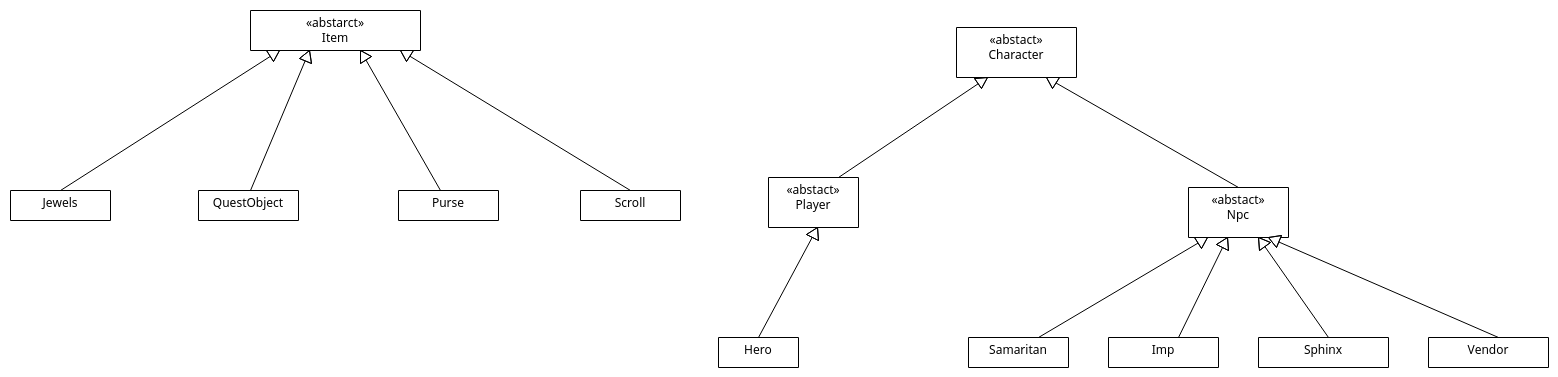 «abstarct»
Item
Jewels
QuestObject
Purse
Scroll
«abstact»
Character
«abstact»
Player
«abstact»
Npc
Hero
Samaritan
Imp
Sphinx
Vendor